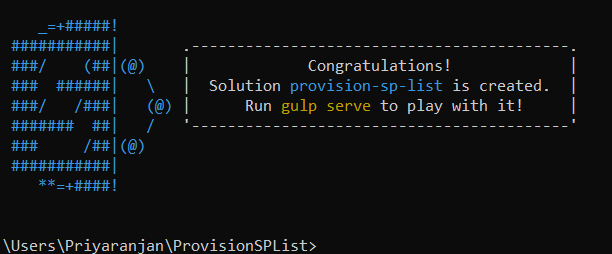 _=+#####!
###########|
###/ (##|(@)
### ######| \
###/ /###| (@)
####### ##| /
### /##|(@)
###########|
**=+####!
.------------------------------------------.
| Congratulations! |
| Solution provision-sp-list is created. |
| Run gulp serve to play with it! |
'------------------------------------------'
\Users\Priyaranjan\ProvisionSPList>